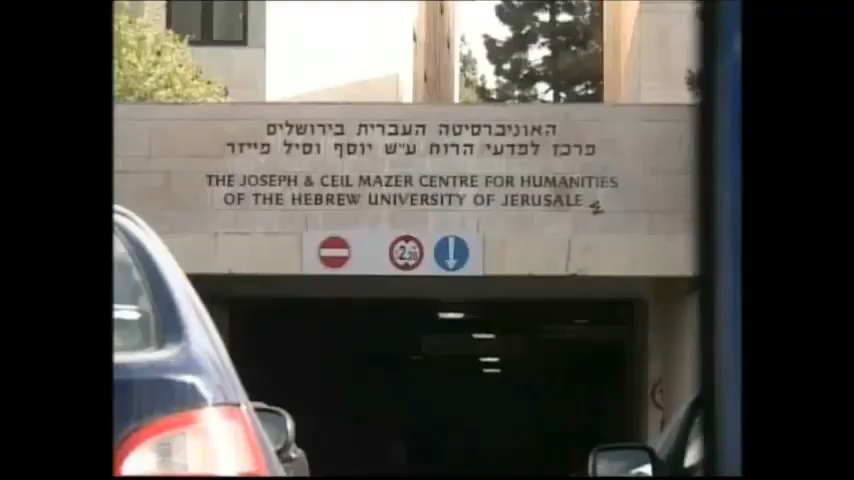 האוניברסיטה העברית בירושלים
מרכז למדעי הרוח ע"ש יוסף וסיל מייזר
THE JOSEPH & CEIL MAZER CENTRE FOR HUMANITIES
OF THE HEBREW UNIVERSITY OF JERUSALE